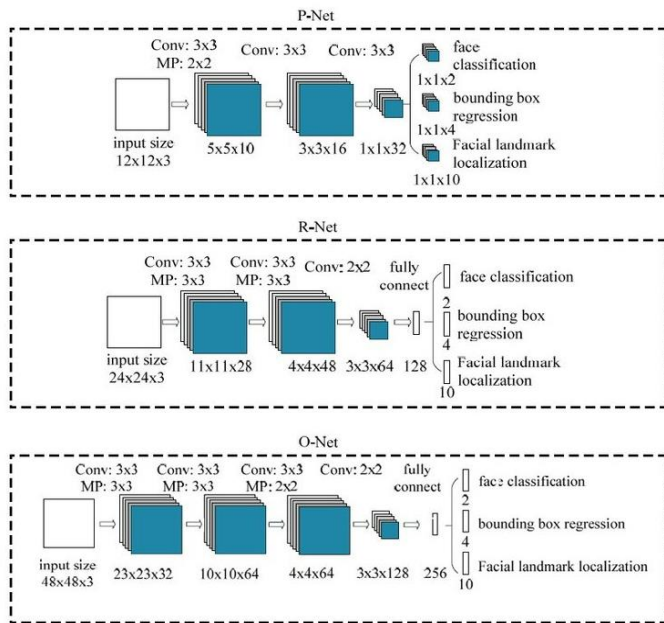 P-Net
Conv: 3x3 Conv: 3x3 Conv: 3x3
MP: 2x2
face
classification
1x1x2
bounding box
regression
1x1x4
Facial landmark
localization
1x1x10
input size
12x12x3
5x5x10
3x3x16
1x1x32
R-Net
Conv: 3x3 Conv: 3x3 Conv: 2x2 fully
MP: 3x3 MP: 3x3 connect
face classification
2
bounding box
regression
4
Facial landmark
localization
10
input size
24x24x3
11x11x28
4x4x48
3x3x64
128
O-Net
Conv: 3x3 Conv: 3x3 Conv: 3x3 Conv: 2x2 fully
MP: 3x3 MP: 3x3 MP: 2x2 connect
face classification
2
bounding box regression
4
Facial landmark localization
10
input size
48x48x3
23x23x32
10x10x64
4x4x64
3x3x128
256